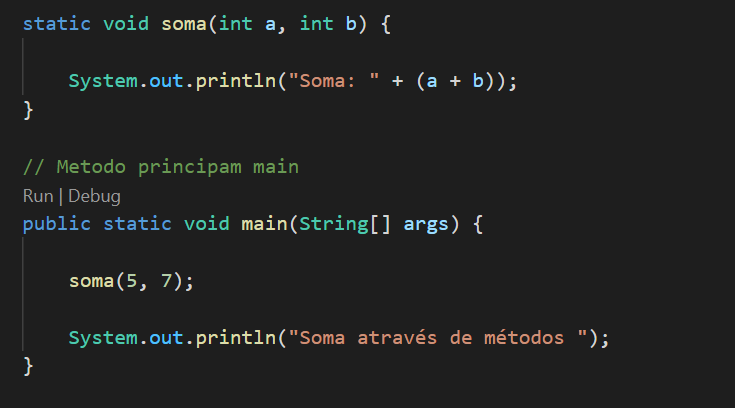 static void soma(int a, int b) {
System.out.println("Soma: " + (a + b));
}
// Metodo principam main
Run | Debug
public static void main(String[] args) {
soma(5, 7);
System.out.println("Soma através de métodos ");
}